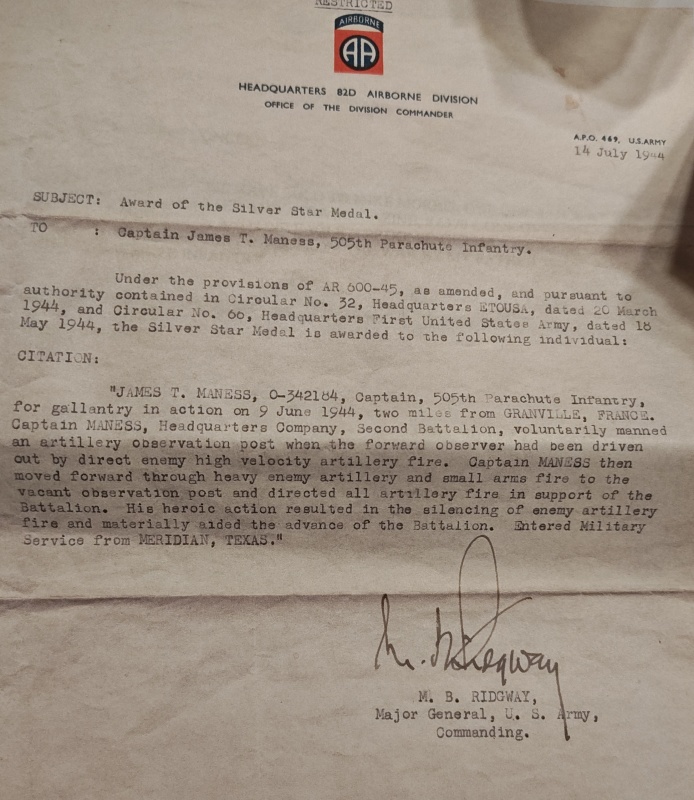 RESTRICTED
AIRBORNE
AA
HEADQUARTERS 82D AIRBORNE DIVISION
OFFICE OF THE DIVISION COMMANDER
A.P.O. 469, U.S.ARMY
14 July 1944
SUBJECT: Award of the Silver Star Medal.
TO : Captain James T. Maness, 505th Parachute Infantry.
Under the provisions of AR 600-45, as amended, and pursuant to
authority contained in Circular No. 32, Headquarters ETOUSA, dated 20 March
1944, and Circular No. 66, Headquarters First United States Army, dated 18
May 1944, the Silver Star Medal is awarded to the following individual:
CITATION:
"JAMES T. MANESS, O-342184, Captain, 505th Parachute Infantry,
for gallantry in action on 9 June 1944, two miles from GRANVILLE, FRANCE.
Captain MANESS, Headquarters Company, Second Battalion, voluntarily manned
an artillery observation post when the forward observer had been driven
out by direct enemy high velocity artillery fire. Captain MANESS then
moved forward through heavy enemy artillery and small arms fire to the
vacant observation post and directed all artillery fire in support of the
Battalion. His heroic action resulted in the silencing of enemy artillery
fire and materially aided the advance of the Battalion. Entered Military
Service from MERIDIAN, TEXAS."
M. B. Ridgway
M. B. RIDGWAY,
Major General, U. S. Army,
Commanding.